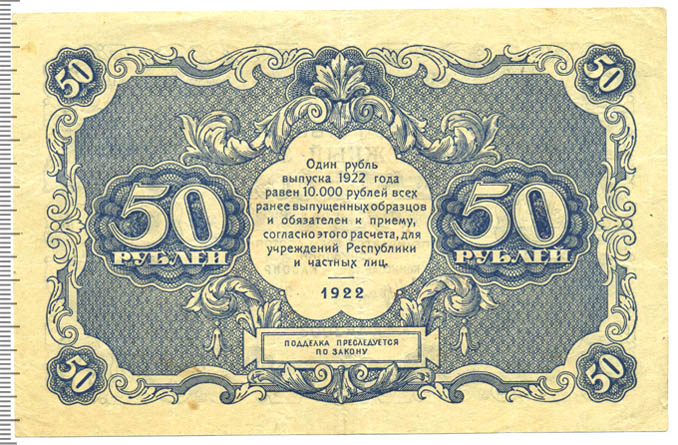 50
50
Один рубль
выпуска 1922 года
равен 10.000 рублей всех
ранее выпущенных образцов
и обязателен к приему,
согласно этого расчета, для
учреждений Республики
и частных лиц.
1922
50
РУБЛЕЙ
50
РУБЛЕЙ
ПОДДЕЛКА ПРЕСЛЕДУЕТСЯ
ПО ЗАКОНУ
50
50